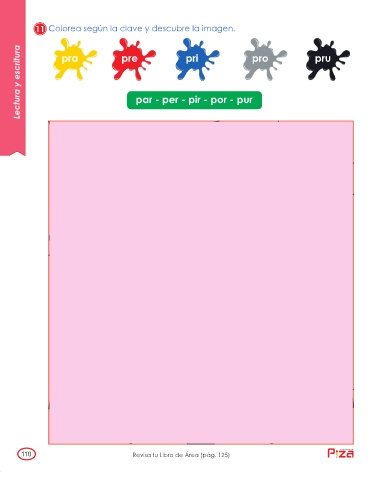 11 Colorea según la clave y descubre la imagen.
pra pre pri pro pru
par - per - pir - por - pur
Lectura y escritura
110
Revisa tu Libro de Área (pág. 125)
Piza